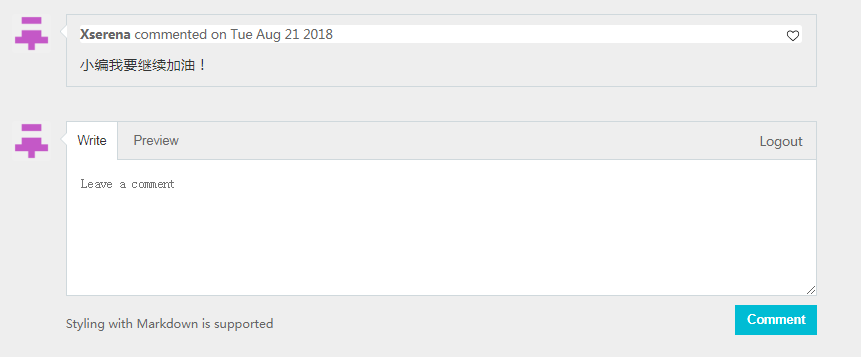 Xserena commented on Tue Aug 21 2018
小编我要继续加油！
Write Preview Logout
Leave a comment
Styling with Markdown is supported
Comment